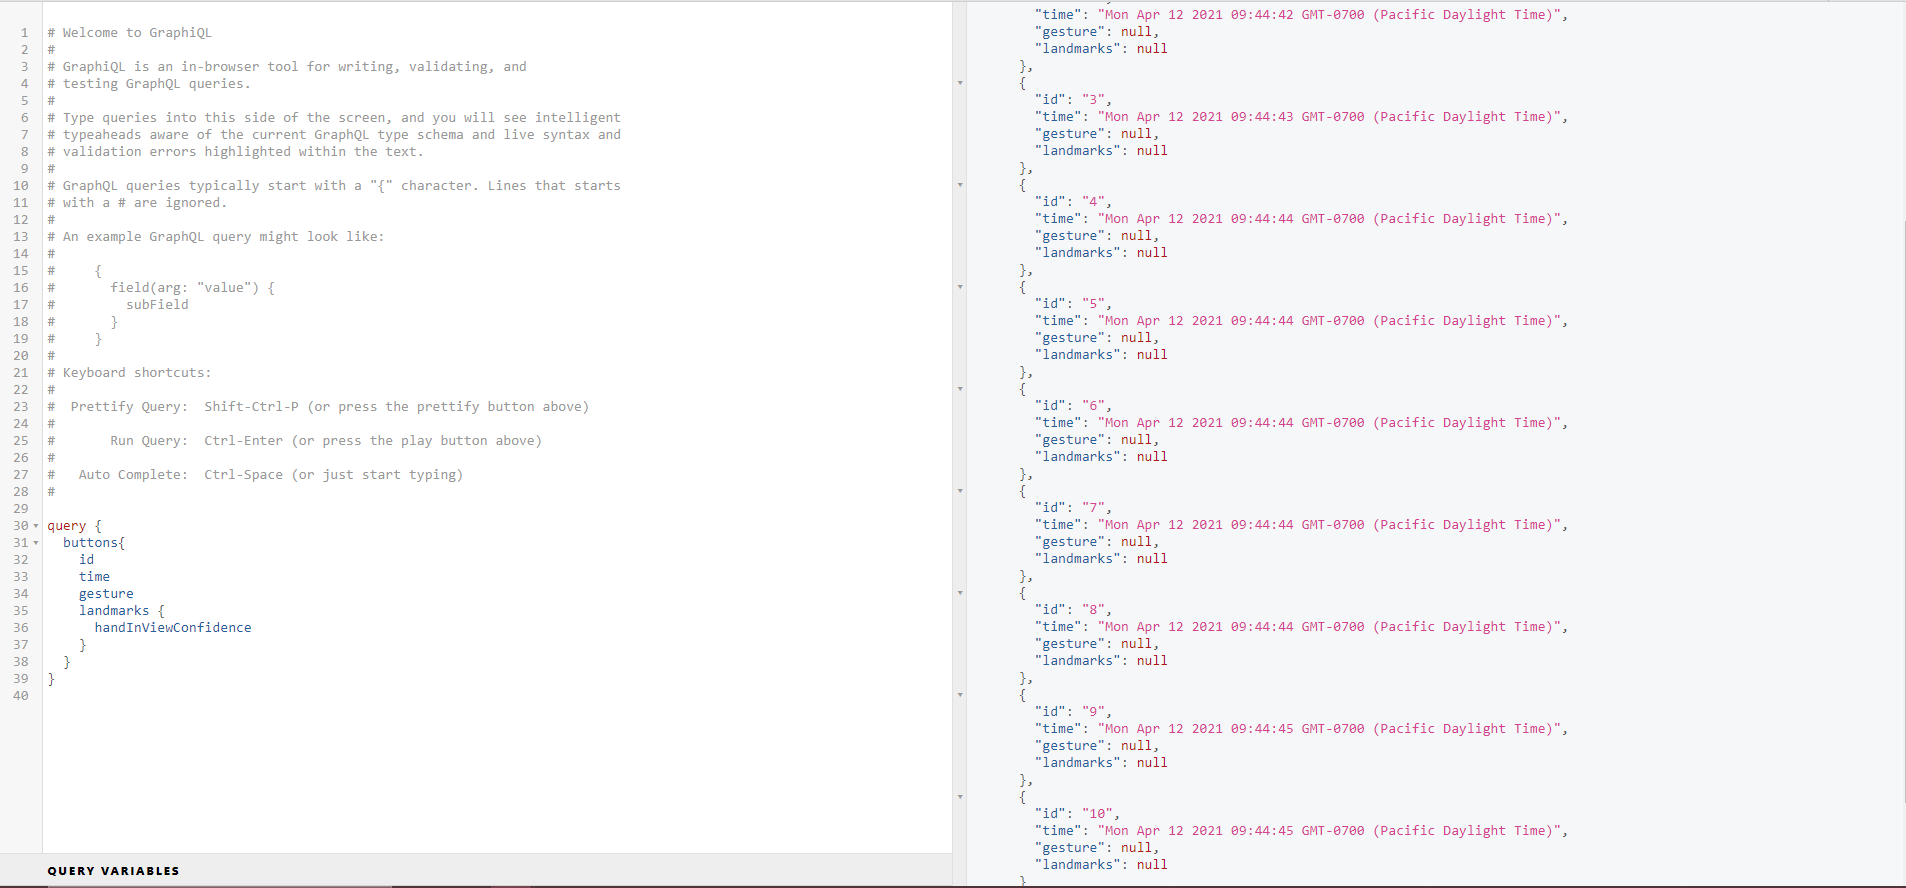 1 # Welcome to GraphiQL
2 #
3 # GraphiQL is an in-browser tool for writing, validating, and
4 # testing GraphQL queries.
5 #
6 # Type queries into this side of the screen, and you will see intelligent
7 # typeaheads aware of the current GraphQL type schema and live syntax and
8 # validation errors highlighted within the text.
9 #
10 # GraphQL queries typically start with a "{" character. Lines that starts
11 # with a # are ignored.
12 #
13 # An example GraphQL query might look like:
14 #
15 #     {
16 #       field(arg: "value") {
17 #         subField
18 #       }
19 #     }
20 #
21 # Keyboard shortcuts:
22 #
23 #  Prettify Query:  Shift-Ctrl-P (or press the prettify button above)
24 #
25 #       Run Query:  Ctrl-Enter (or press the play button above)
26 #
27 #   Auto Complete:  Ctrl-Space (or just start typing)
28 #
29
30 query {
31   buttons{
32     id
33     time
34     gesture
35     landmarks {
36       handInViewConfidence
37     }
38   }
39 }
40
QUERY VARIABLES
"time": "Mon Apr 12 2021 09:44:42 GMT-0700 (Pacific Daylight Time)",
"gesture": null,
"landmarks": null
},
{
"id": "3",
"time": "Mon Apr 12 2021 09:44:43 GMT-0700 (Pacific Daylight Time)",
"gesture": null,
"landmarks": null
},
{
"id": "4",
"time": "Mon Apr 12 2021 09:44:44 GMT-0700 (Pacific Daylight Time)",
"gesture": null,
"landmarks": null
},
{
"id": "5",
"time": "Mon Apr 12 2021 09:44:44 GMT-0700 (Pacific Daylight Time)",
"gesture": null,
"landmarks": null
},
{
"id": "6",
"time": "Mon Apr 12 2021 09:44:44 GMT-0700 (Pacific Daylight Time)",
"gesture": null,
"landmarks": null
},
{
"id": "7",
"time": "Mon Apr 12 2021 09:44:44 GMT-0700 (Pacific Daylight Time)",
"gesture": null,
"landmarks": null
},
{
"id": "8",
"time": "Mon Apr 12 2021 09:44:44 GMT-0700 (Pacific Daylight Time)",
"gesture": null,
"landmarks": null
},
{
"id": "9",
"time": "Mon Apr 12 2021 09:44:45 GMT-0700 (Pacific Daylight Time)",
"gesture": null,
"landmarks": null
},
{
"id": "10",
"time": "Mon Apr 12 2021 09:44:45 GMT-0700 (Pacific Daylight Time)",
"gesture": null,
"landmarks": null
}